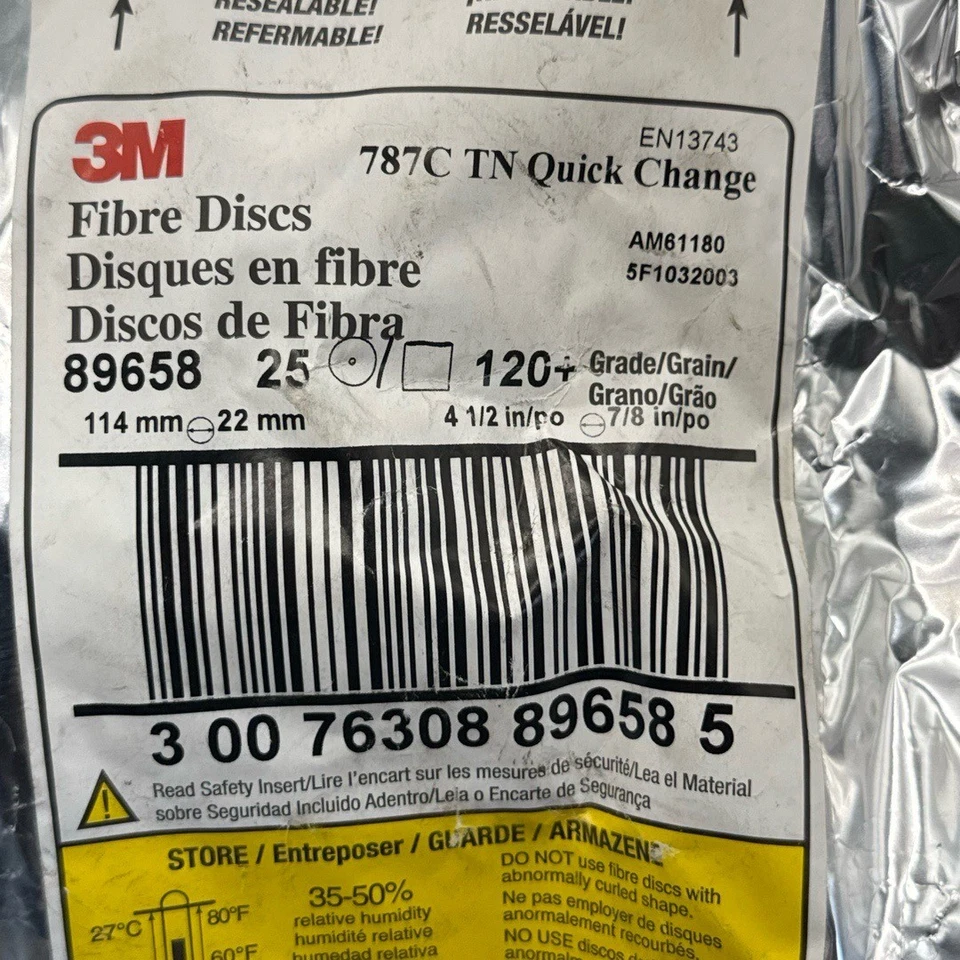 RESEALABLE!
REFERMABLE!
RESSELÁVEL!
3M
EN13743
787C TN Quick Change
Fibre Discs
Disques en fibre
Discos de Fibra
AM61180
5F1032003
89658 25 / 120+ Grade/Grain/
Grano/Grão
114 mm 22 mm 4 1/2 in/po 7/8 in/po
3 00 76308 89658 5
Read Safety Insert/Lire l'encart sur les mesures de sécurité/Lea el Material
sobre Seguridad Incluido Adentro/Leia o Encarte de Segurança
STORE / Entreposer / GUARDE / ARMAZENE
27°C 80°F
60°F
35-50%
relative humidity
humidité relative
humedad relativa
DO NOT use fibre discs with
abnormally curled shape.
Ne pas employer de disques
anormalement recourbés.
NO USE discos